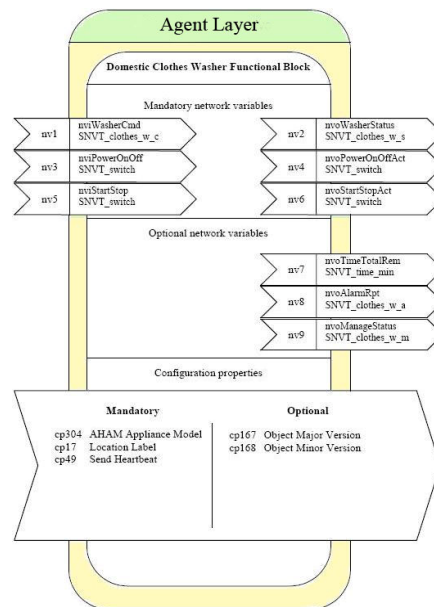 Agent Layer
Domestic Clothes Washer Functional Block
Mandatory network variables
nv1
nviWasherCmd
SNVT_clothes_w_c
nv2
nvoWasherStatus
SNVT_clothes_w_s
nv3
nviPowerOnOff
SNVT_switch
nv4
nvoPowerOnOffAct
SNVT_switch
nv5
nviStartStop
SNVT_switch
nv6
nvoStartStopAct
SNVT_switch
Optional network variables
nv7
nvoTimeTotalRem
SNVT_time_min
nv8
nvoAlarmRpt
SNVT_clothes_w_a
nv9
nvoManageStatus
SNVT_clothes_w_m
Configuration properties
Mandatory
cp304 AHAM Appliance Model
cp17 Location Label
cp49 Send Heartbeat
Optional
cp167 Object Major Version
cp168 Object Minor Version